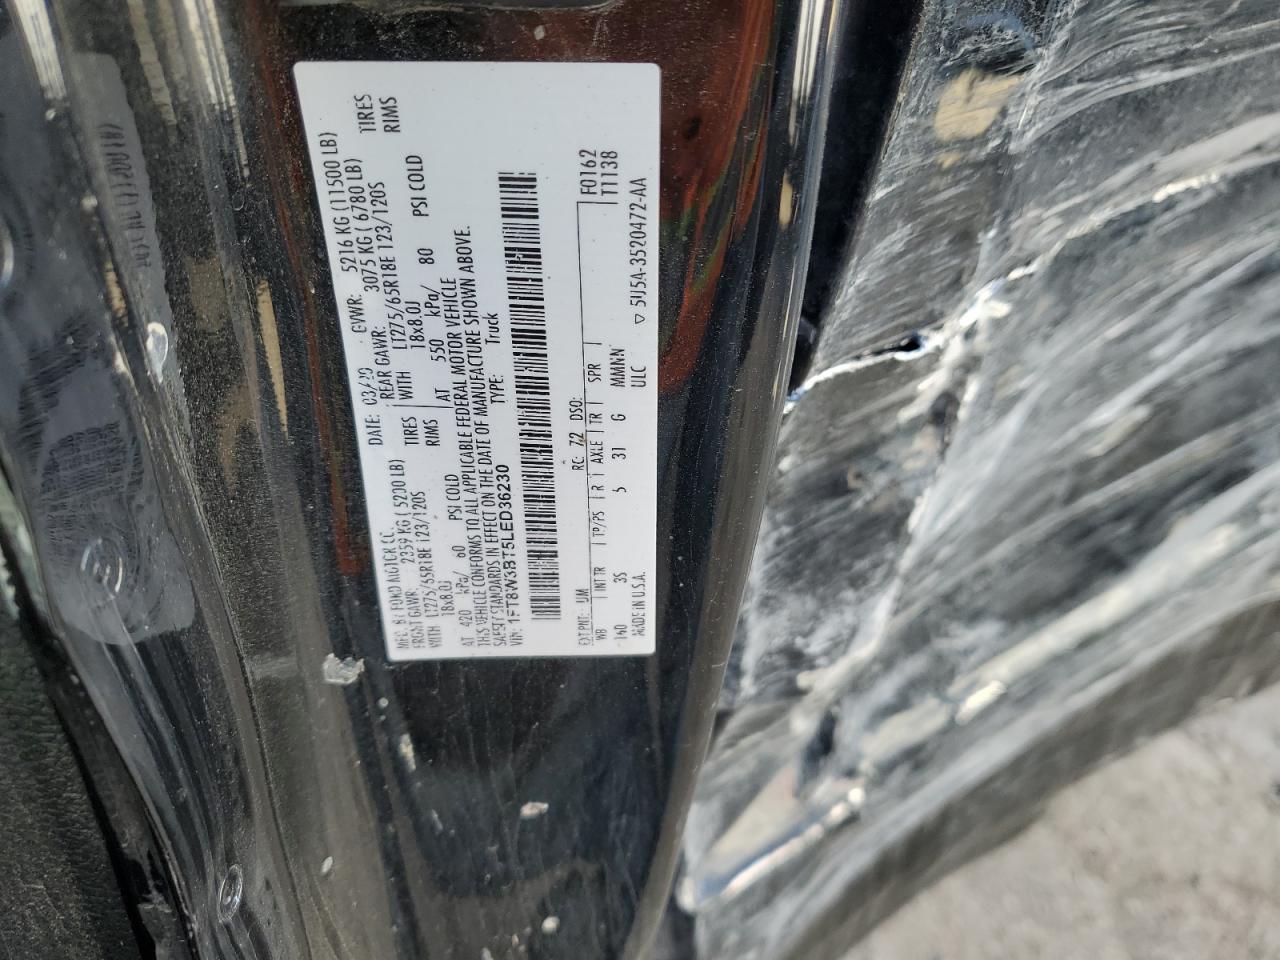 MFD. BY FORD MOTOR CO.
DATE: 03/20 GVWR: 5216 KG (11500 LB)
FRONT GAWR: 2359 KG (5200 LB) REAR GAWR: 3075 KG (6780 LB)
WITH LT275/65R18E 123/120S TIRES WITH LT275/65R18E 123/120S TIRES
18x8.0J RIMS 18x8.0J RIMS
AT 420 kPa/ 60 PSI COLD AT 550 kPa/ 80 PSI COLD
THIS VEHICLE CONFORMS TO ALL APPLICABLE FEDERAL MOTOR VEHICLE
SAFETY STANDARDS IN EFFECT ON THE DATE OF MANUFACTURE SHOWN ABOVE.
VIN: 1FT8W3BT5LED36230 TYPE: Truck
EXT PNT: UM RC: 72 DSO: F0162
WB INT TR TP/PS R AXLE TR SPR T1138
160 3S 5 31 G MMNNN
MADE IN U.S.A. ULC ▽ 5U5A-3520472-AA